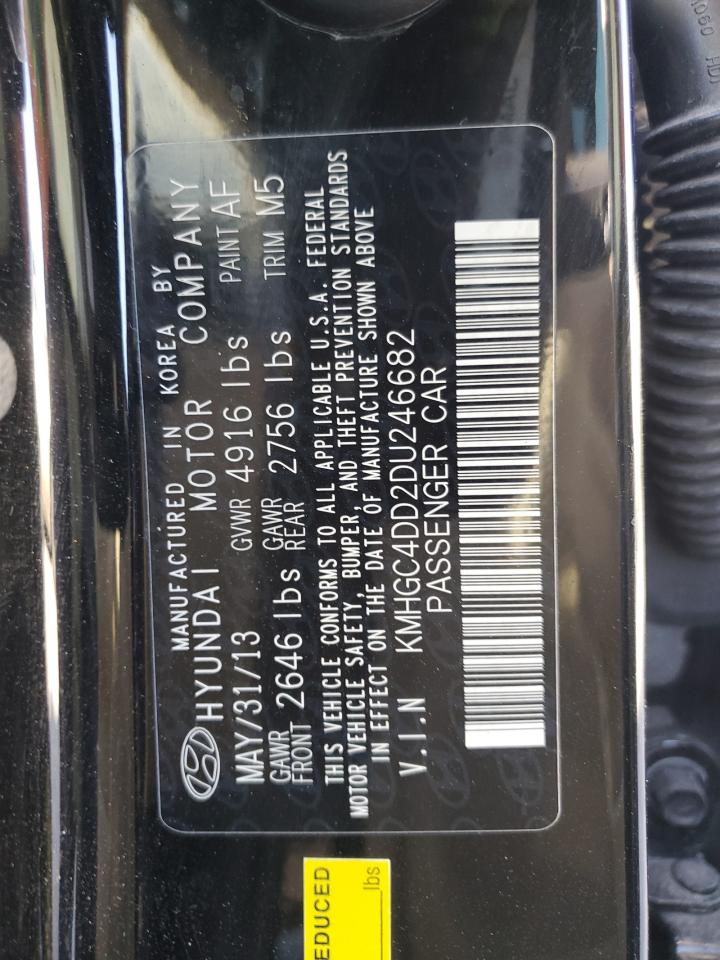 MANUFACTURED IN KOREA BY
HYUNDAI MOTOR COMPANY
MAY/31/13 GVWR 4916 lbs PAINT AF
GAWR FRONT 2646 lbs GAWR REAR 2756 lbs TRIM M5
THIS VEHICLE CONFORMS TO ALL APPLICABLE U.S.A. FEDERAL
MOTOR VEHICLE SAFETY, BUMPER, AND THEFT PREVENTION STANDARDS
IN EFFECT ON THE DATE OF MANUFACTURE SHOWN ABOVE
V.I.N KMHGC4DD2DU246682
PASSENGER CAR
EDUCED
lbs